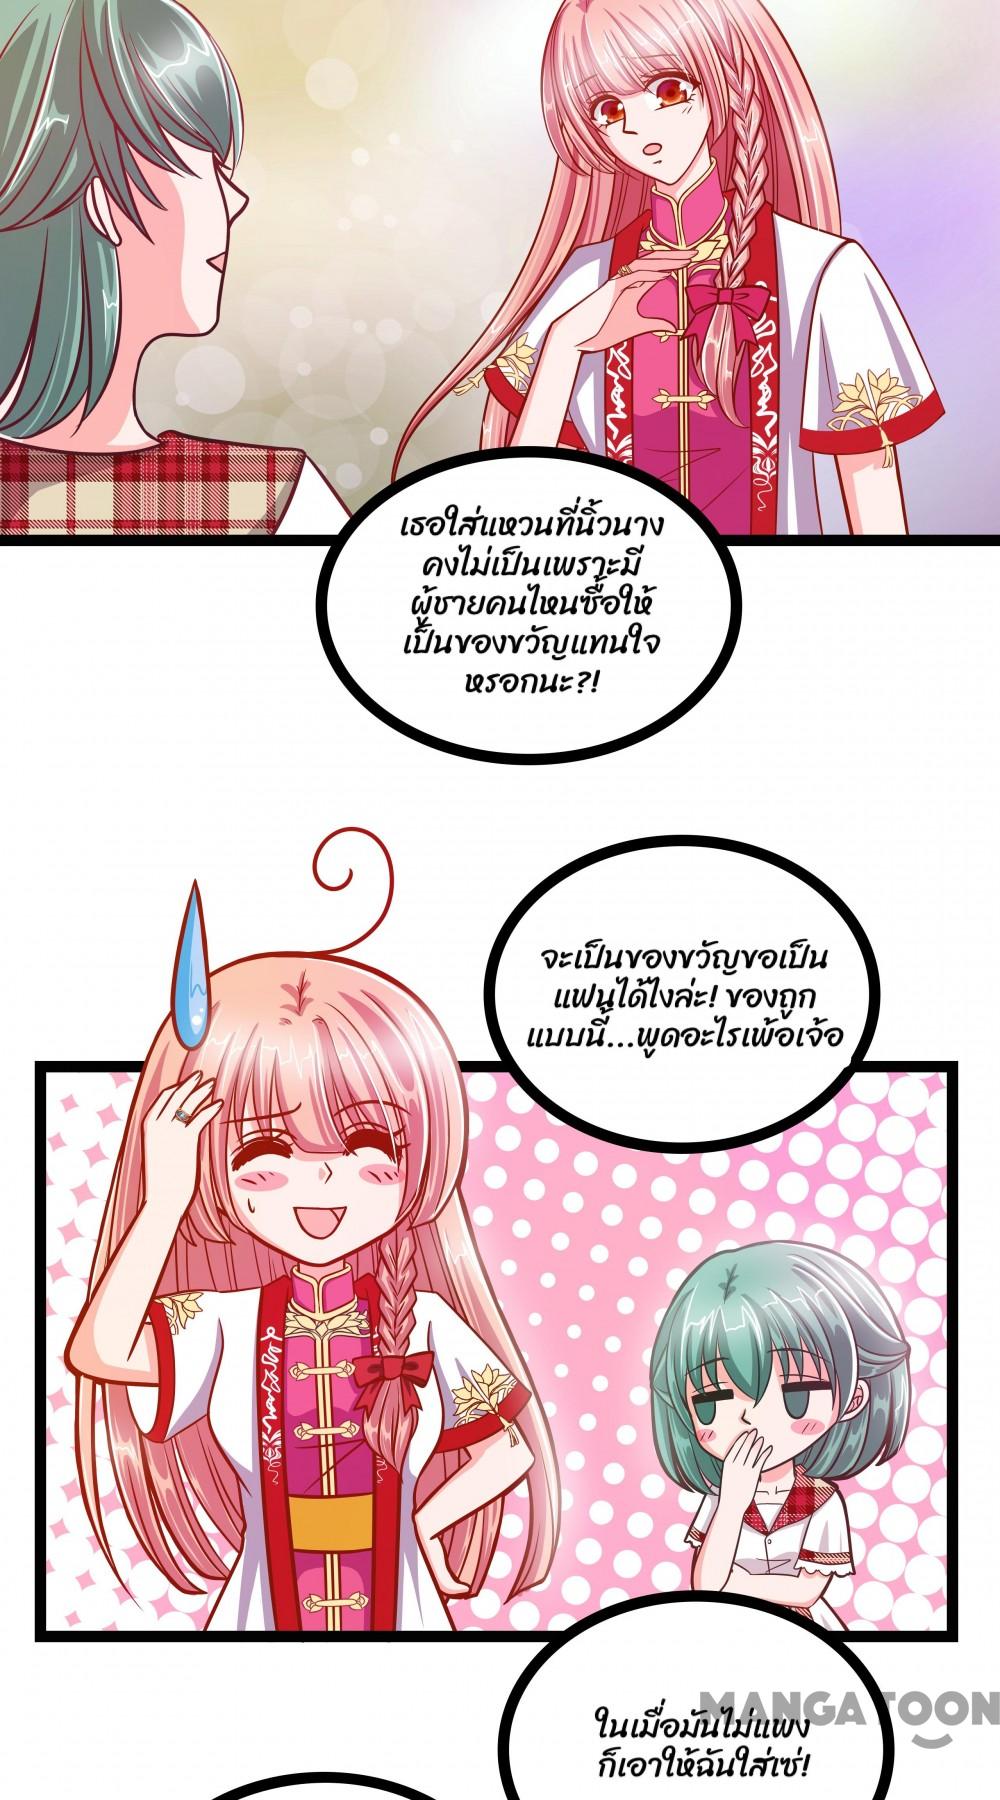 เธอใส่แหวนที่นิ้วนาง
คงไม่เป็นเพราะมี
ผู้ชายคนไหนซื้อให้
เป็นของขวัญแทนใจ
หรอกนะ?!
จะเป็นของขวัญขอเป็น
แฟนได้ไงล่ะ! ของถูก
แบบนี้...พูดอะไรเพ้อเจ้อ
ในเมื่อมันไม่แพง
ก็เอาให้ฉันใส่เซ่!
MANGATOON